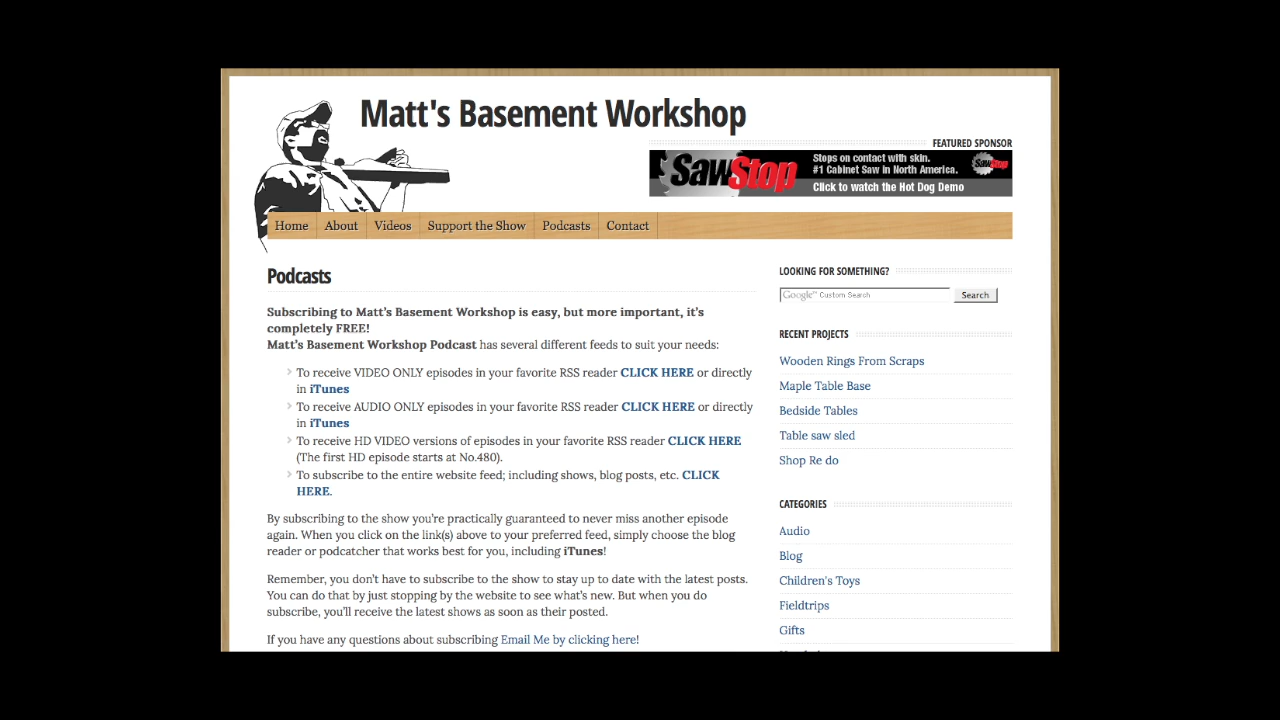 Matt's Basement Workshop
FEATURED SPONSOR
SawStop
Stops on contact with skin.
#1 Cabinet Saw in North America.
Click to watch the Hot Dog Demo
SawStop
Home About Videos Support the Show Podcasts Contact
Podcasts
Subscribing to Matt's Basement Workshop is easy, but more important, it's
completely FREE!
Matt's Basement Workshop Podcast has several different feeds to suit your needs:
To receive VIDEO ONLY episodes in your favorite RSS reader CLICK HERE or directly
in iTunes
To receive AUDIO ONLY episodes in your favorite RSS reader CLICK HERE or directly
in iTunes
To receive HD VIDEO versions of episodes in your favorite RSS reader CLICK HERE
(The first HD episode starts at No.480).
To subscribe to the entire website feed; including shows, blog posts, etc. CLICK
HERE.
By subscribing to the show you're practically guaranteed to never miss another episode
again. When you click on the link(s) above to your preferred feed, simply choose the blog
reader or podcatcher that works best for you, including iTunes!
Remember, you don't have to subscribe to the show to stay up to date with the latest posts.
You can do that by just stopping by the website to see what's new. But when you do
subscribe, you'll receive the latest shows as soon as their posted.
If you have any questions about subscribing Email Me by clicking here!
LOOKING FOR SOMETHING?
Google™ Custom Search Search
RECENT PROJECTS
Wooden Rings From Scraps
Maple Table Base
Bedside Tables
Table saw sled
Shop Re do
CATEGORIES
Audio
Blog
Children's Toys
Fieldtrips
Gifts